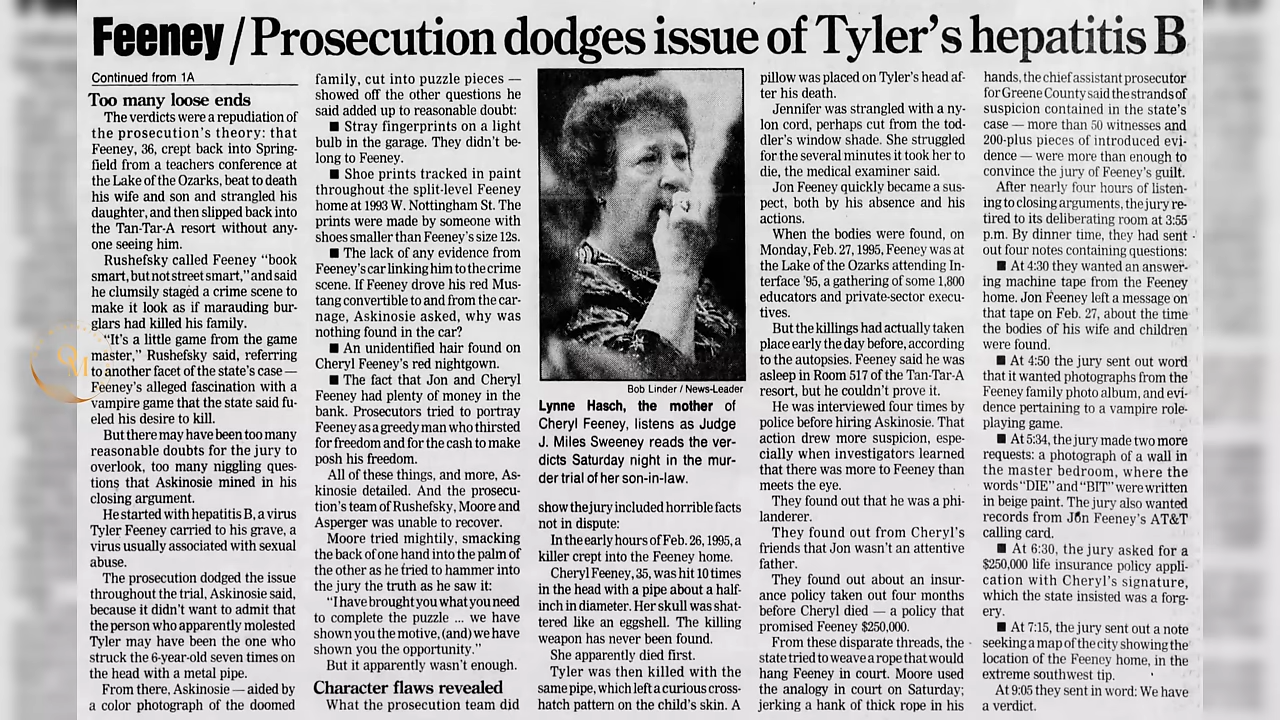 Feeney / Prosecution dodges issue of Tyler's hepatitis B
Continued from 1A
Too many loose ends
The verdicts were a repudiation of
the prosecution's theory: that
Feeney, 36, crept back into Spring-
field from a teachers conference at
the Lake of the Ozarks, beat to death
his wife and son and strangled his
daughter, and then slipped back into
the Tan-Tar-A resort without any-
one seeing him.
Rushefsky called Feeney "book
smart, but not street smart," and said
he clumsily staged a crime scene to
make it look as if marauding bur-
glars had killed his family.
"It's a little game from the game
master," Rushefsky said, referring
to another facet of the state's case —
Feeney's alleged fascination with a
vampire game that the state said fu-
eled his desire to kill.
But there may have been too many
reasonable doubts for the jury to
overlook, too many niggling ques-
tions that Askinosie mined in his
closing argument.
He started with hepatitis B, a virus
Tyler Feeney carried to his grave, a
virus usually associated with sexual
abuse.
The prosecution dodged the issue
throughout the trial, Askinosie said,
because it didn't want to admit that
the person who apparently molested
Tyler may have been the one who
struck the 6-year-old seven times on
the head with a metal pipe.
From there, Askinosie — aided by
a color photograph of the doomed
family, cut into puzzle pieces —
showed off the other questions he
said added up to reasonable doubt:
■ Stray fingerprints on a light
bulb in the garage. They didn't be-
long to Feeney.
■ Shoe prints tracked in paint
throughout the split-level Feeney
home at 1993 W. Nottingham St. The
prints were made by someone with
shoes smaller than Feeney's size 12s.
■ The lack of any evidence from
Feeney's car linking him to the crime
scene. If Feeney drove his red Mus-
tang convertible to and from the car-
nage, Askinosie asked, why was
nothing found in the car?
■ An unidentified hair found on
Cheryl Feeney's red nightgown.
■ The fact that Jon and Cheryl
Feeney had plenty of money in the
bank. Prosecutors tried to portray
Feeney as a greedy man who thirsted
for freedom and for the cash to make
posh his freedom.
All of these things, and more, As-
kinosie detailed. And the prosecu-
tion's team of Rushefsky, Moore and
Asperger was unable to recover.
Moore tried mightily, smacking
the back of one hand into the palm of
the other as he tried to hammer into
the jury the truth as he saw it:
"I have brought you what you need
to complete the puzzle ... we have
shown you the motive, (and) we have
shown you the opportunity."
But it apparently wasn't enough.
Character flaws revealed
What the prosecution team did
Bob Linder / News-Leader
Lynne Hasch, the mother of
Cheryl Feeney, listens as Judge
J. Miles Sweeney reads the ver-
dicts Saturday night in the mur-
der trial of her son-in-law.
show the jury included horrible facts
not in dispute:
In the early hours of Feb. 26, 1995, a
killer crept into the Feeney home.
Cheryl Feeney, 35, was hit 10 times
in the head with a pipe about a half-
inch in diameter. Her skull was shat-
tered like an eggshell. The killing
weapon has never been found.
She apparently died first.
Tyler was then killed with the
same pipe, which left a curious cross-
hatch pattern on the child's skin. A
pillow was placed on Tyler's head af-
ter his death.
Jennifer was strangled with a ny-
lon cord, perhaps cut from the tod-
dler's window shade. She struggled
for the several minutes it took her to
die, the medical examiner said.
Jon Feeney quickly became a sus-
pect, both by his absence and his
actions.
When the bodies were found, on
Monday, Feb. 27, 1995, Feeney was at
the Lake of the Ozarks attending In-
terface '95, a gathering of some 1,800
educators and private-sector execu-
tives.
But the killings had actually taken
place early the day before, according
to the autopsies. Feeney said he was
asleep in Room 517 of the Tan-Tar-A
resort, but he couldn't prove it.
He was interviewed four times by
police before hiring Askinosie. That
action drew more suspicion, espe-
cially when investigators learned
that there was more to Feeney than
meets the eye.
They found out that he was a phi-
landerer.
They found out from Cheryl's
friends that Jon wasn't an attentive
father.
They found out about an insur-
ance policy taken out four months
before Cheryl died — a policy that
promised Feeney $250,000.
From these disparate threads, the
state tried to weave a rope that would
hang Feeney in court. Moore used
the analogy in court on Saturday;
jerking a hank of thick rope in his
hands, the chief assistant prosecutor
for Greene County said the strands of
suspicion contained in the state's
case — more than 50 witnesses and
200-plus pieces of introduced evi-
dence — were more than enough to
convince the jury of Feeney's guilt.
After nearly four hours of listen-
ing to closing arguments, the jury re-
tired to its deliberating room at 3:55
p.m. By dinner time, they had sent
out four notes containing questions:
■ At 4:30 they wanted an answer-
ing machine tape from the Feeney
home. Jon Feeney left a message on
that tape on Feb. 27, about the time
the bodies of his wife and children
were found.
■ At 4:50 the jury sent out word
that it wanted photographs from the
Feeney family photo album, and evi-
dence pertaining to a vampire role-
playing game.
■ At 5:34, the jury made two more
requests: a photograph of a wall in
the master bedroom, where the
words "DIE" and "BIT" were written
in beige paint. The jury also wanted
records from Jon Feeney's AT&T
calling card.
■ At 6:30, the jury asked for a
$250,000 life insurance policy appli-
cation with Cheryl's signature,
which the state insisted was a forg-
ery.
■ At 7:15, the jury sent out a note
seeking a map of the city showing the
location of the Feeney home, in the
extreme southwest tip.
At 9:05 they sent in word: We have
a verdict.